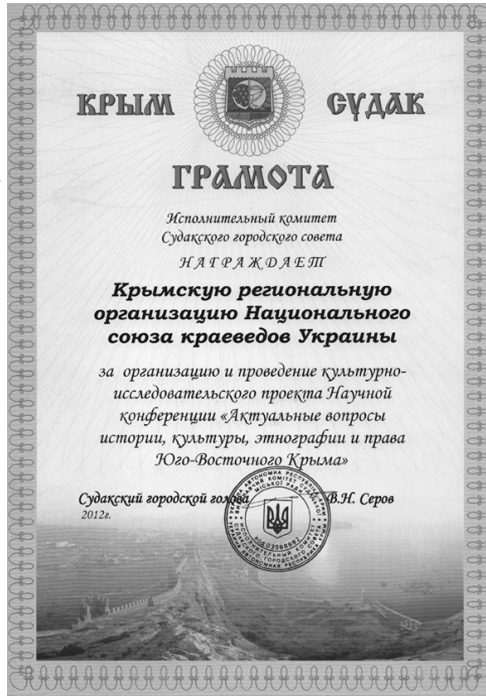 КРЫМ СУДАК
ГРАМОТА
Исполнительный комитет
Судакского городского совета
НАГРАЖДАЕТ
Крымскую региональную
организацию Национального
союза краеведов Украины
за организацию и проведение культурно-
исследовательского проекта Научной
конференции «Актуальные вопросы
истории, культуры, этнографии и права
Юго-Восточного Крыма»
Судакский городской голова В.Н. Серов
2012г.